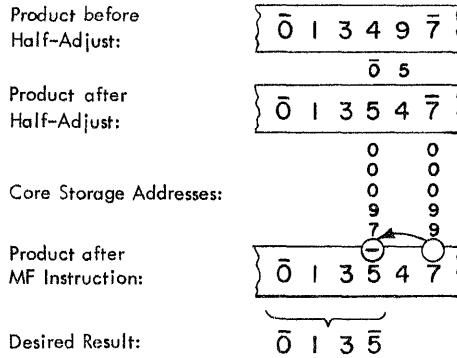 Product before
Half-Adjust:
0̅ 1 3 4 9 7̅
0̅ 5
Product after
Half-Adjust:
0̅ 1 3 5 4 7̅
Core Storage Addresses:
0 0
0 0
0 0
9 9
7 9
Product after
MF Instruction:
–
0̅ 1 3 5̅ 4 7̅
Desired Result:
0̅ 1 3 5̅